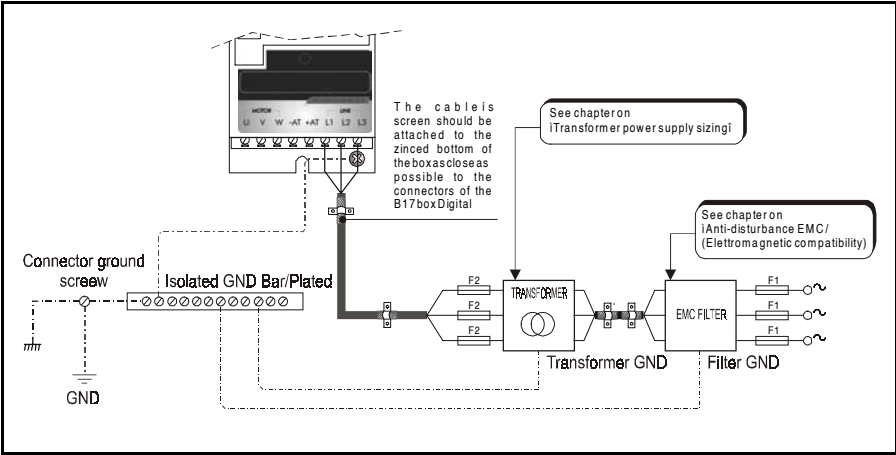 MOTOR LINE
U V W -AT +AT L1 L2 L3
The cableís
screen should be
attached to the
zinced bottom of
the box as close as
possible to the
connectors of the
B17box Digital
See chapter on
ìTransformer power supply sizingî
See chapter on
ìAnti-disturbance EMC /
(Elettromagnetic compatibility)
Connector ground
screew
Isolated GND Bar/Plated
GND
F2
F2
F2
TRANSFORMER
Transformer GND
EMC FILTER
Filter GND
F1
F1
F1